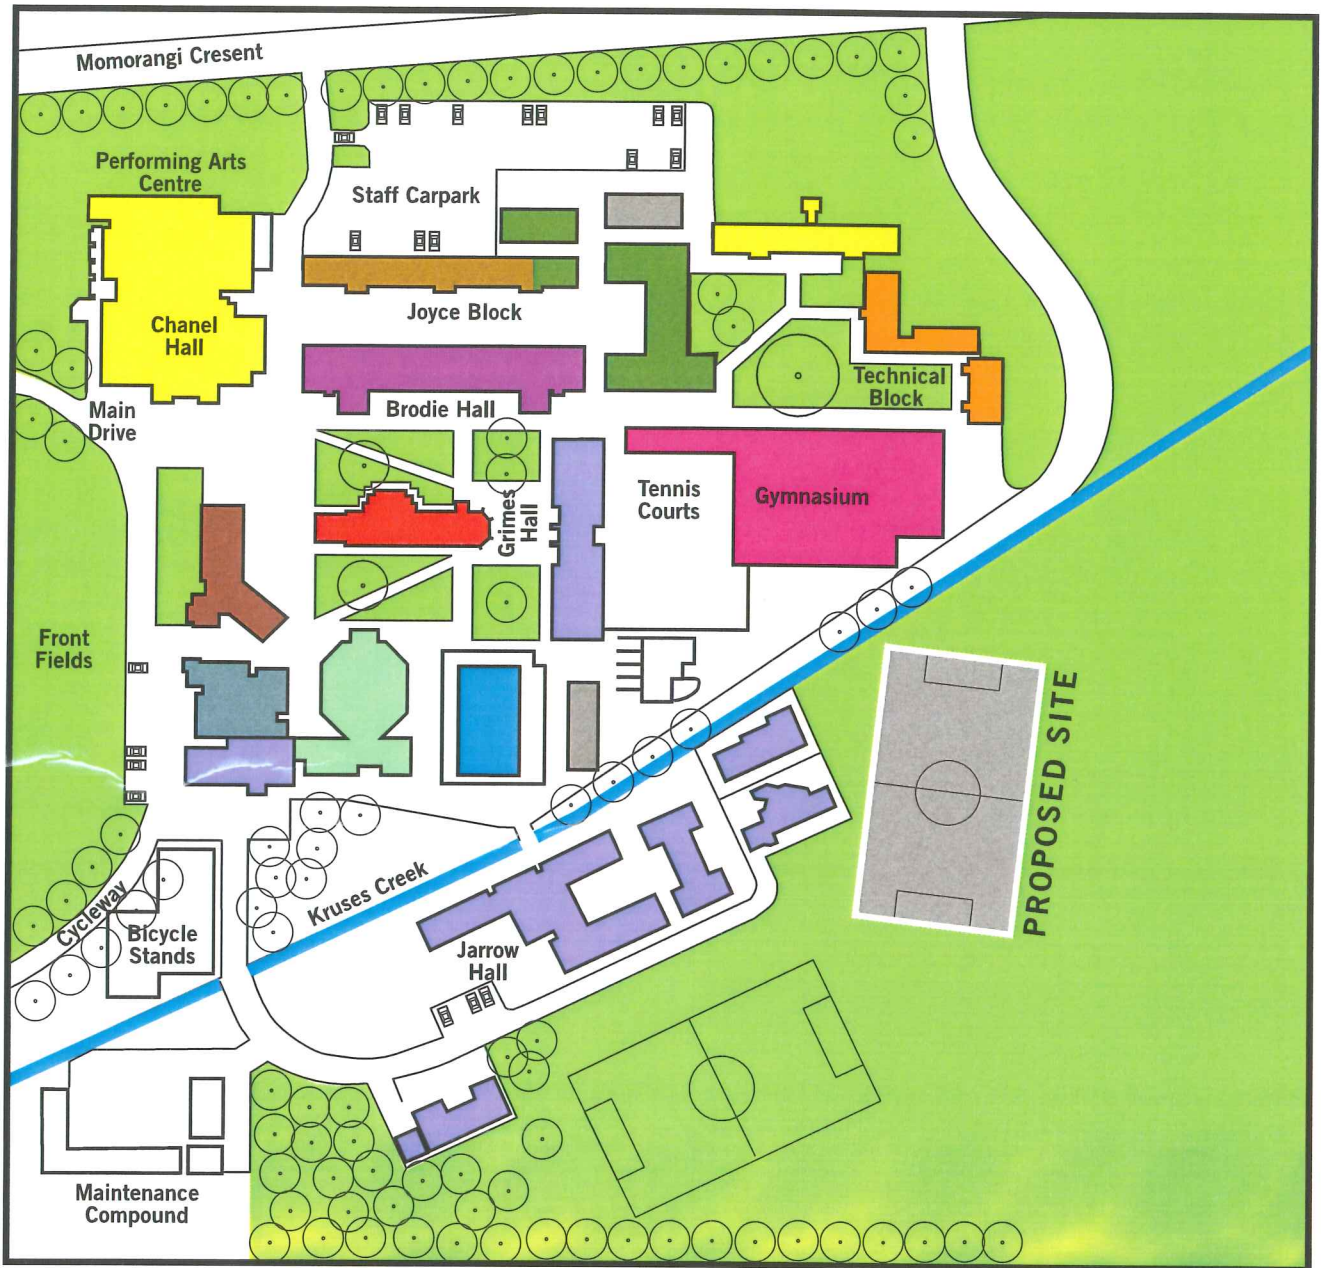 Momorangi Cresent
Performing Arts
Centre
Staff Carpark
Joyce Block
Chanel
Hall
Technical
Block
Main
Drive
Brodie Hall
Grimes
Hall
Tennis
Courts
Gymnasium
Front
Fields
PROPOSED SITE
Kruses Creek
Cycleway
Bicycle
Stands
Jarrow
Hall
Maintenance
Compound